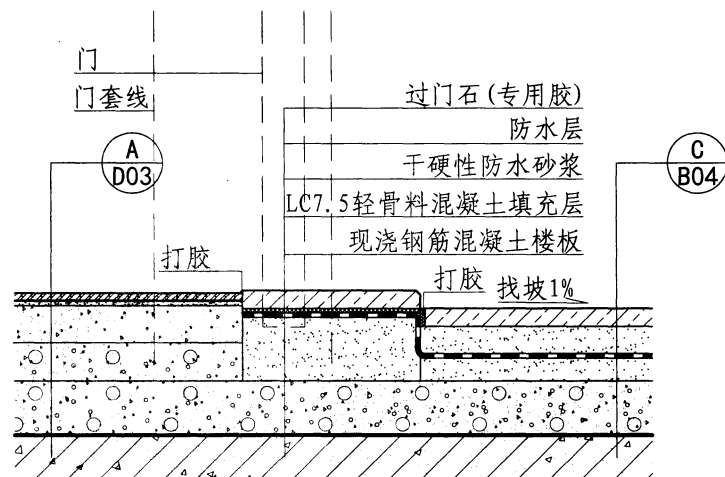 门
门套线
过门石(专用胶)
防水层
干硬性防水砂浆
LC7.5轻骨料混凝土填充层
现浇钢筋混凝土楼板
A
D03
C
B04
打胶
打胶
找坡1%